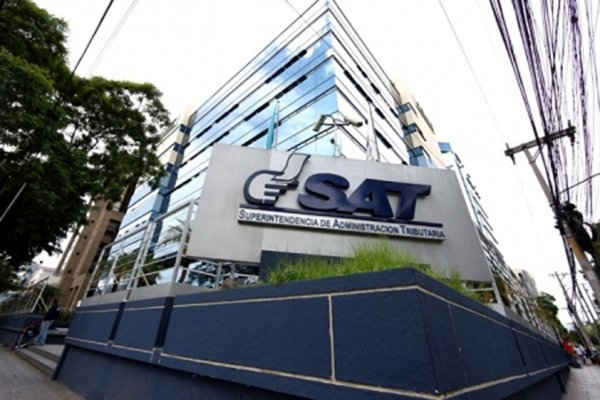 SAT
SUPERINTENDENCIA DE ADMINISTRACION TRIBUTARIA